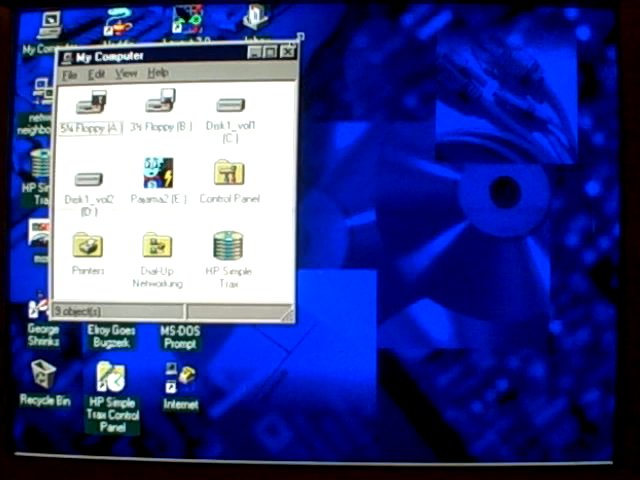 My Computer
File Edit View Help
5¼ Floppy (A:)
3½ Floppy (B:)
Disk1_vol1
(C:)
Disk1_vol2
(D:)
Pajama2 (E:)
Control Panel
Printers
Dial-Up
Networking
HP Simple
Trax
9 object(s)
George
Shrinks
Elroy Goes
Bugzerk
MS-DOS
Prompt
Recycle Bin
HP Simple
Trax Control
Panel
Internet